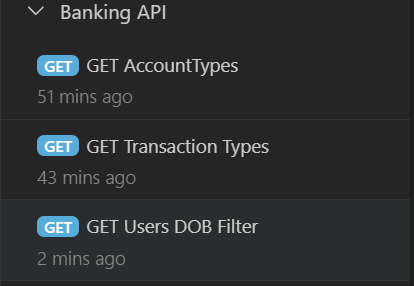 Banking API
GET GET AccountTypes
51 mins ago
GET GET Transaction Types
43 mins ago
GET GET Users DOB Filter
2 mins ago